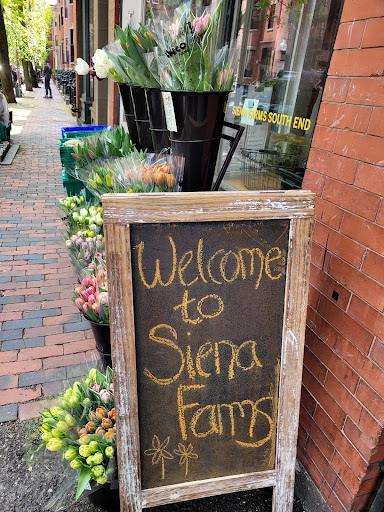 SIENA FARMS SOUTH END
Welcome
to
Siena
Farms